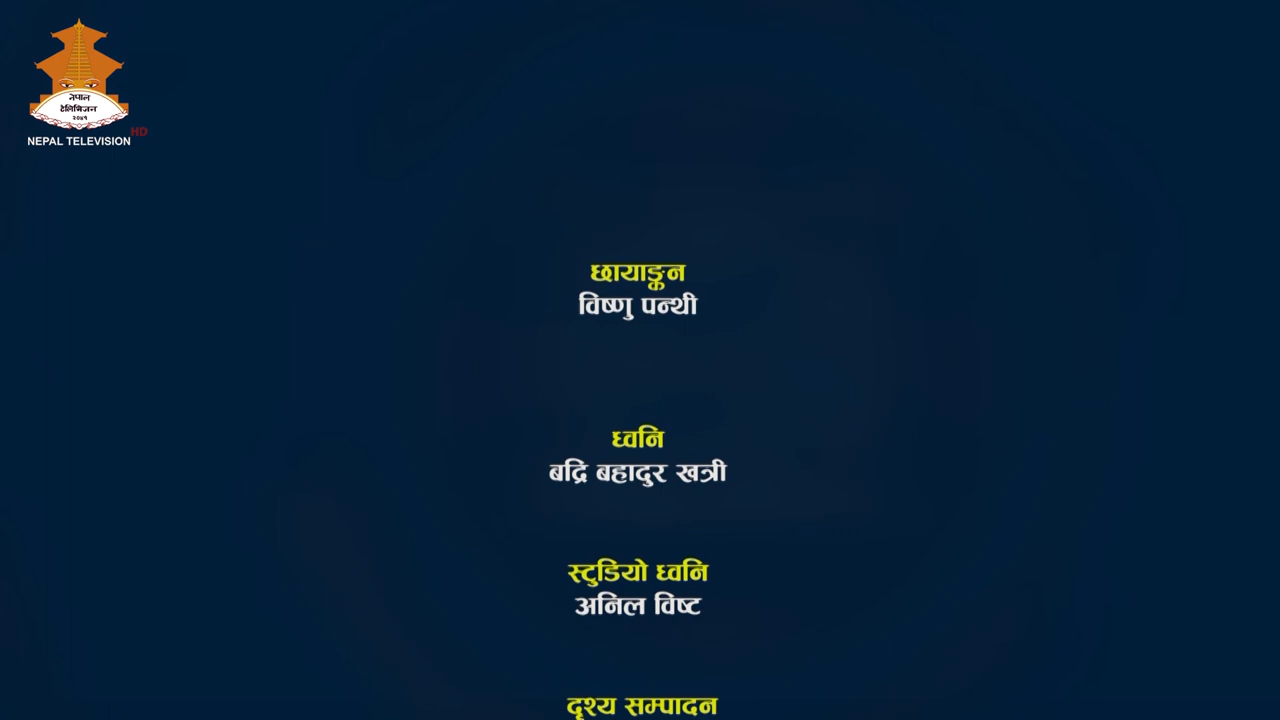 नेपाल
टेलिभिजन
२०४१
HD
NEPAL TELEVISION
छायाङ्कन
विष्णु पन्थी
ध्वनि
बद्रि बहादुर खत्री
स्टुडियो ध्वनि
अनिल विष्ट
दृश्य सम्पादन